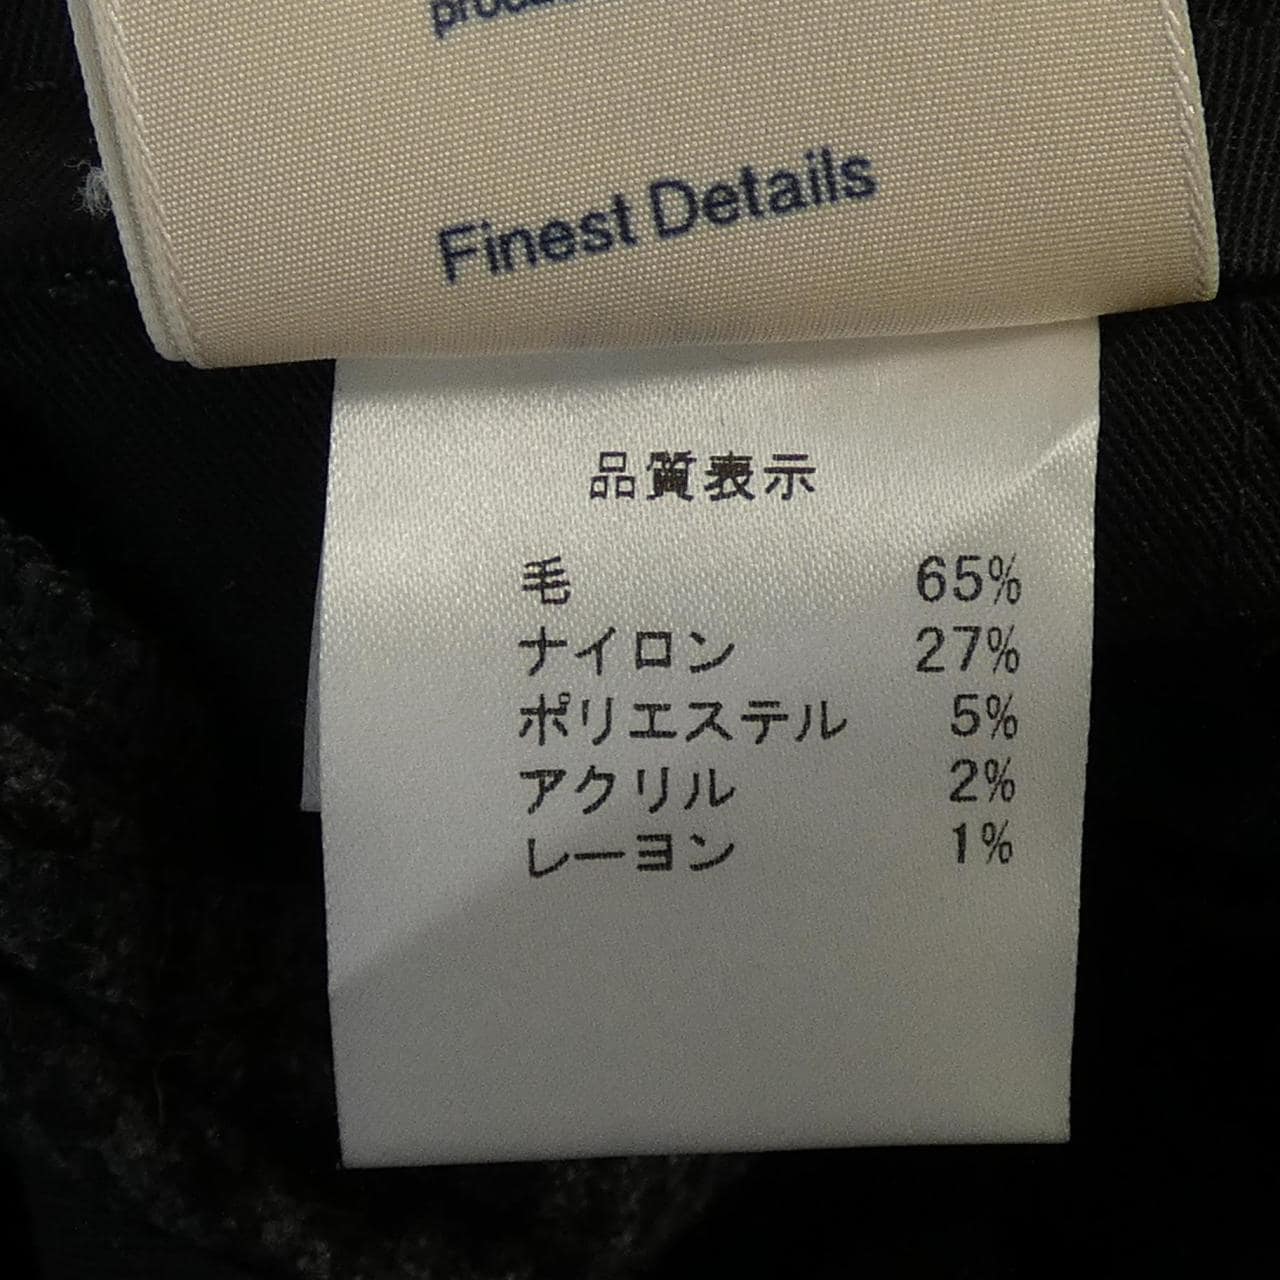 Finest Details
品質表示
毛 65%
ナイロン 27%
ポリエステル 5%
アクリル 2%
レーヨン 1%